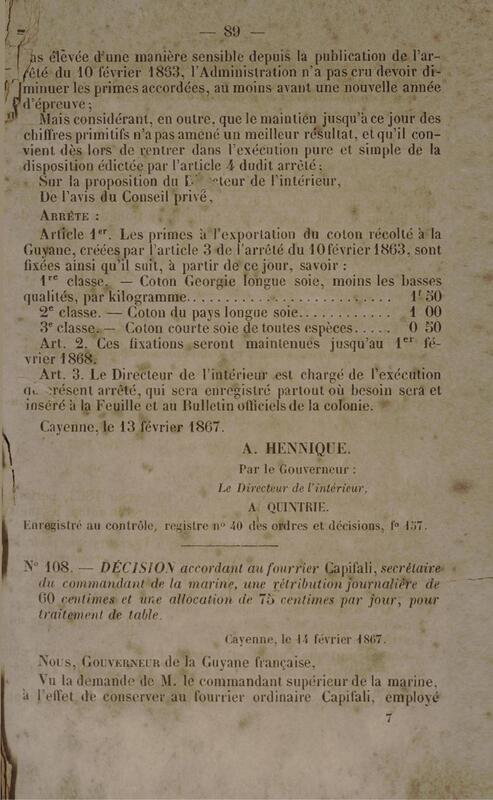 — 89 —
as élevée d'une manière sensible depuis la publication de l'ar-
rêté du 10 février 1863, l'Administration n'a pas cru devoir di-
minuer les primes accordées, au moins avant une nouvelle année
d'épreuve;
Mais considérant, en outre, que le maintien jusqu'à ce jour des
chiffres primitifs n'a pas amené un meilleur résultat, et qu'il con-
vient dès lors de rentrer dans l'exécution pure et simple de la
disposition édictée par l'article 4 dudit arrêté;
Sur la proposition du D teur de l'intérieur,
De l'avis du Conseil privé,
ARRÊTE :
Article 1er. Les primes à l'exportation du coton récolté à la
Guyane, créées par l'article 3 de l'arrêté du 10 février 1863, sont
fixées ainsi qu'il suit, à partir de ce jour, savoir :
1re classe. — Coton Georgie longue soie, moins les basses
qualités, par kilogramme.......................... 1f 50
2e classe. — Coton du pays longue soie............ 1 00
3e classe. — Coton courte soie de toutes espèces..... 0 50
Art. 2. Ces fixations seront maintenues jusqu'au 1er fé-
vrier 1868.
Art. 3. Le Directeur de l'intérieur est chargé de l'exécution
du présent arrêté, qui sera enregistré partout où besoin sera et
inséré à la Feuille et au Bulletin officiels de la colonie.
Cayenne, le 13 février 1867.
A. HENNIQUE.
Par le Gouverneur :
Le Directeur de l'intérieur,
A QUINTRIE.
Enregistré au contrôle, registre n° 40 des ordres et décisions, f° 157.
N° 108. — DÉCISION accordant au fourrier Capifali, secrétaire
du commandant de la marine, une rétribution journalière de
60 centimes et une allocation de 75 centimes par jour, pour
traitement de table.
Cayenne, le 14 février 1867.
NOUS, GOUVERNEUR de la Guyane française,
Vu la demande de M. le commandant supérieur de la marine,
à l'effet de conserver au fourrier ordinaire Capifali, employé
7